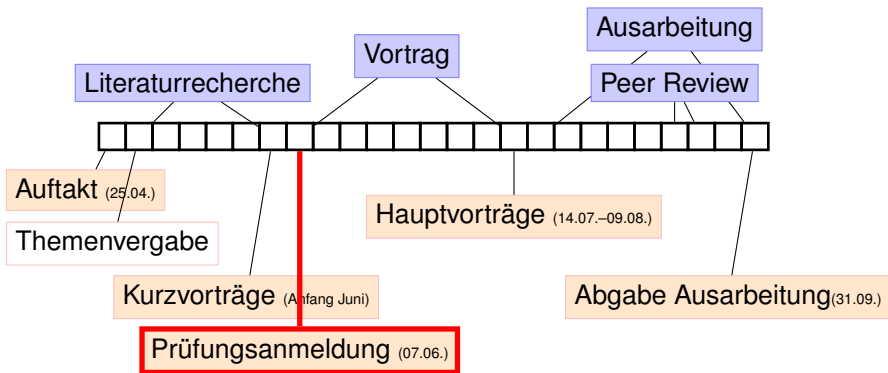 Ausarbeitung
Vortrag
Literaturrecherche
Peer Review
Auftakt (25.04.)
Themenvergabe
Hauptvorträge (14.07.–09.08.)
Kurzvorträge (Anfang Juni)
Abgabe Ausarbeitung(31.09.)
Prüfungsanmeldung (07.06.)